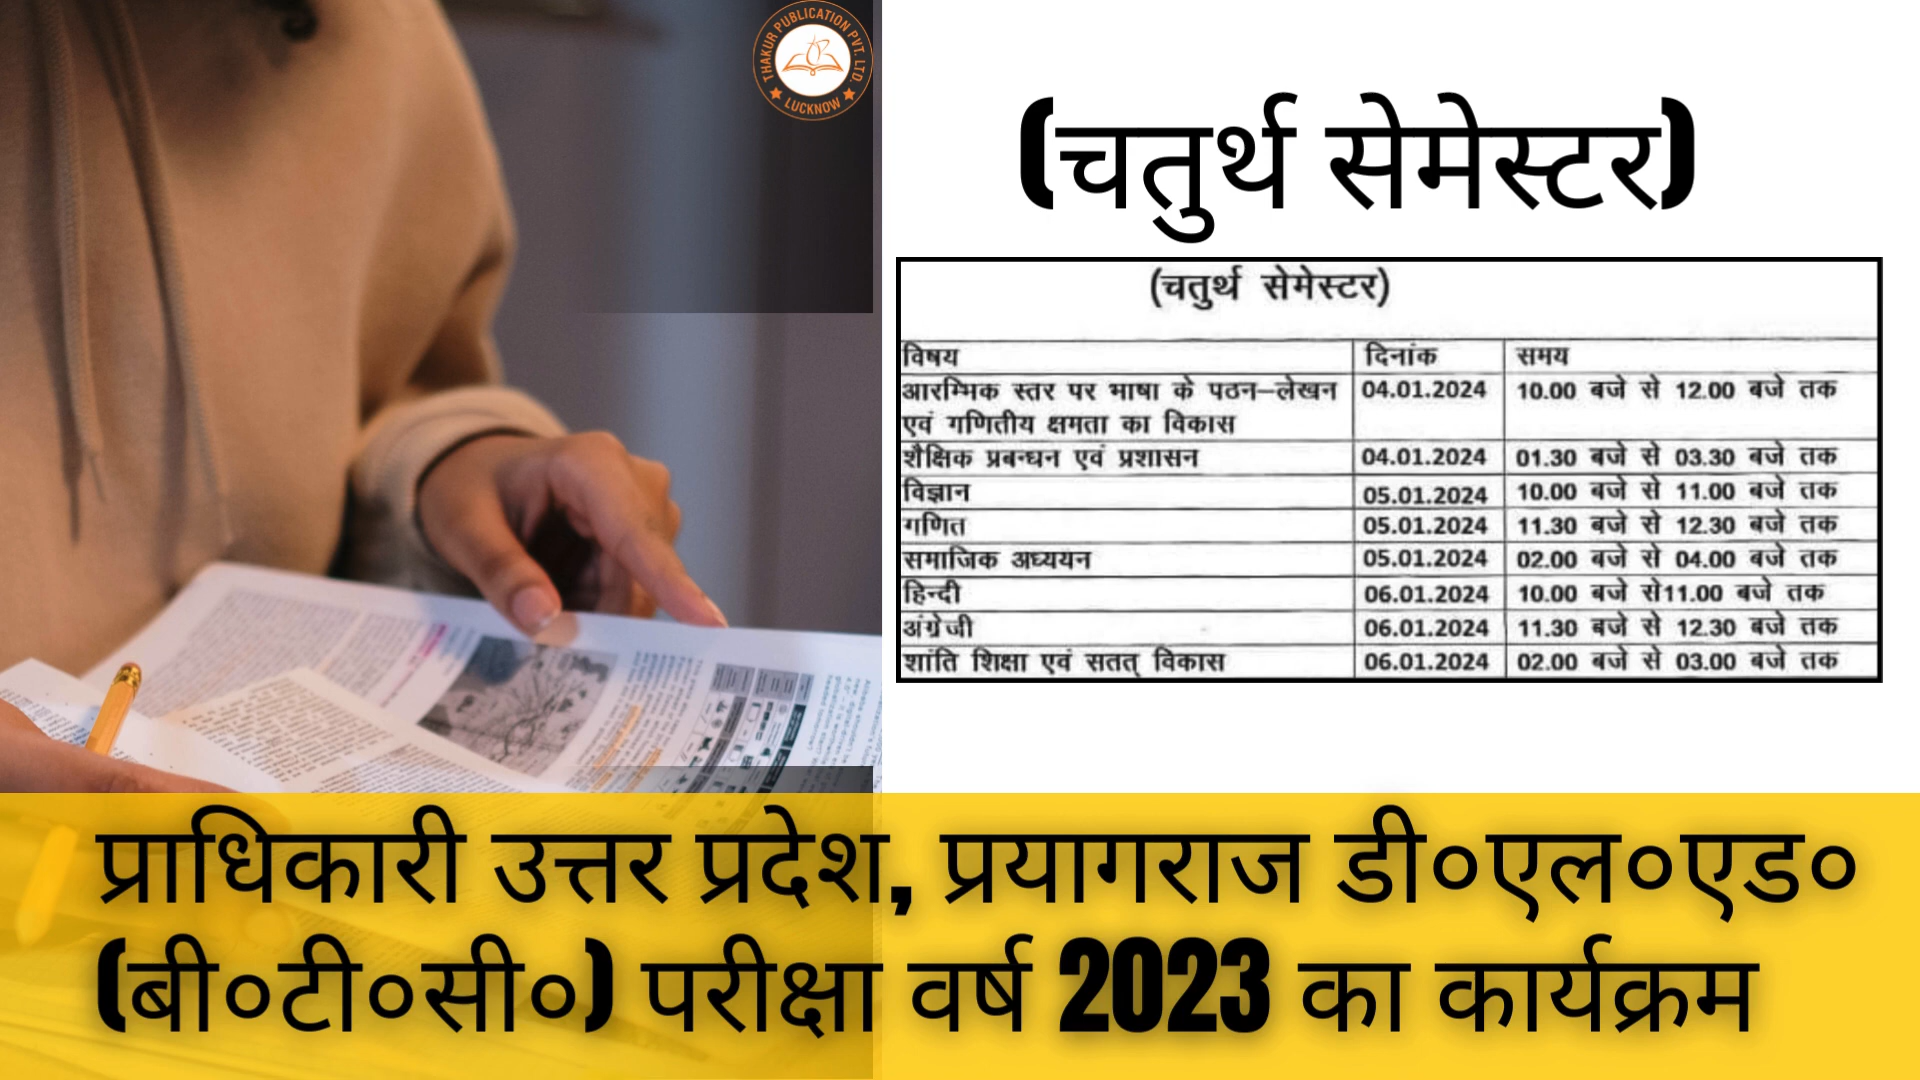 THAKUR PUBLICATION PVT. LTD.
LUCKNOW
(चतुर्थ सेमेस्टर)
(चतुर्थ सेमेस्टर)
विषय दिनांक समय
आरम्भिक स्तर पर भाषा के पठन–लेखन 04.01.2024 10.00 बजे से 12.00 बजे तक
एवं गणितीय क्षमता का विकास
शैक्षिक प्रबन्धन एवं प्रशासन 04.01.2024 01.30 बजे से 03.30 बजे तक
विज्ञान 05.01.2024 10.00 बजे से 11.00 बजे तक
गणित 05.01.2024 11.30 बजे से 12.30 बजे तक
समाजिक अध्ययन 05.01.2024 02.00 बजे से 04.00 बजे तक
हिन्दी 06.01.2024 10.00 बजे से11.00 बजे तक
अंग्रेजी 06.01.2024 11.30 बजे से 12.30 बजे तक
शांति शिक्षा एवं सतत् विकास 06.01.2024 02.00 बजे से 03.00 बजे तक
प्राधिकारी उत्तर प्रदेश, प्रयागराज डी०एल०एड०
(बी०टी०सी०) परीक्षा वर्ष 2023 का कार्यक्रम